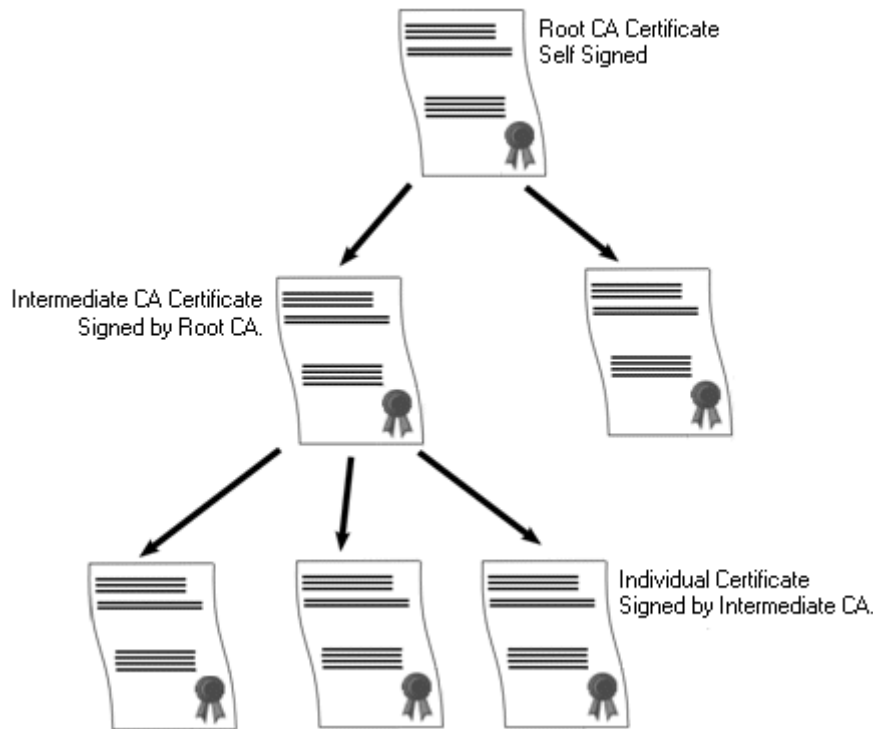 Root CA Certificate
Self Signed
Intermediate CA Certificate
Signed by Root CA.
Individual Certificate
Signed by Intermediate CA.